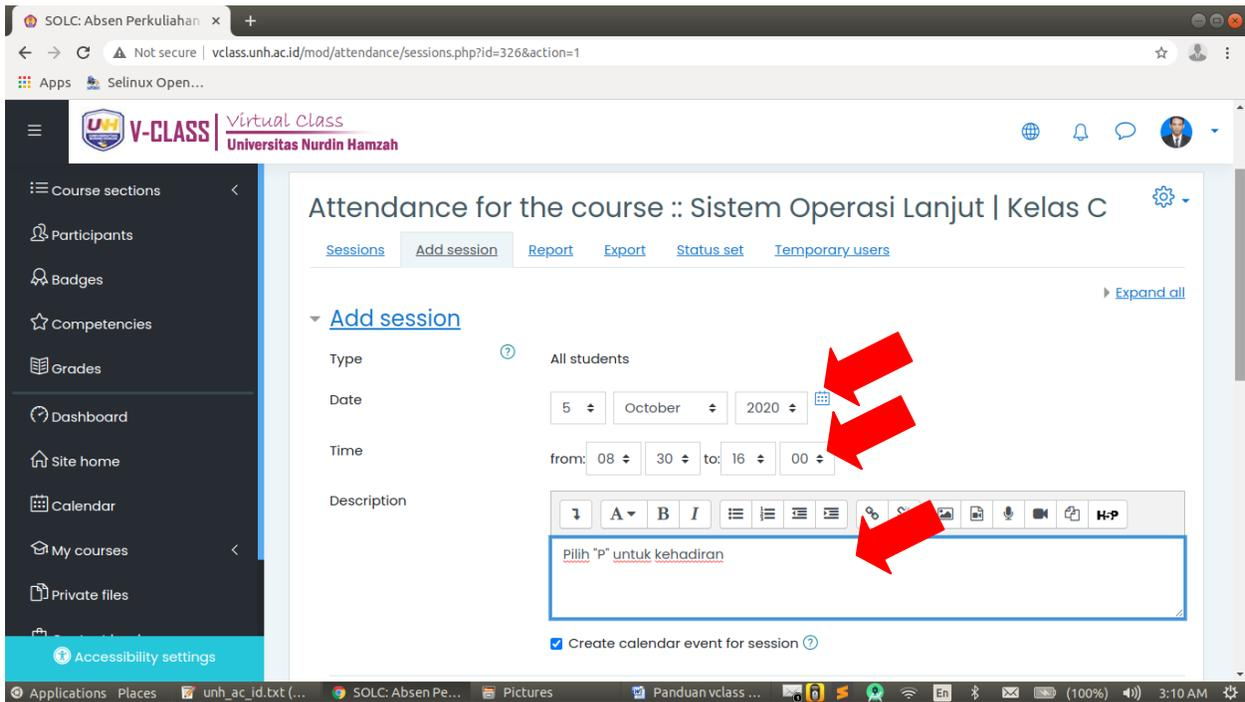 SOLC: Absen Perkuliahan
Not secure | vclass.unh.ac.id/mod/attendance/sessions.php?id=326&action=1
Apps Selinux Open...
UNH V-CLASS Virtual Class
Universitas Nurdin Hamzah
Course sections
Participants
Badges
Competencies
Grades
Dashboard
Site home
Calendar
My courses
Private files
Accessibility settings
Attendance for the course :: Sistem Operasi Lanjut | Kelas C
Sessions Add session Report Export Status set Temporary users
Expand all
Add session
Type ? All students
Date 5 October 2020
Time from: 08 30 to: 16 00
Description
A B I H-P
Pilih "P" untuk kehadiran
Create calendar event for session ?
Applications Places unh_ac_id.txt (... SOLC: Absen Pe... Pictures Panduan vclass ... En (100%) 3:10 AM